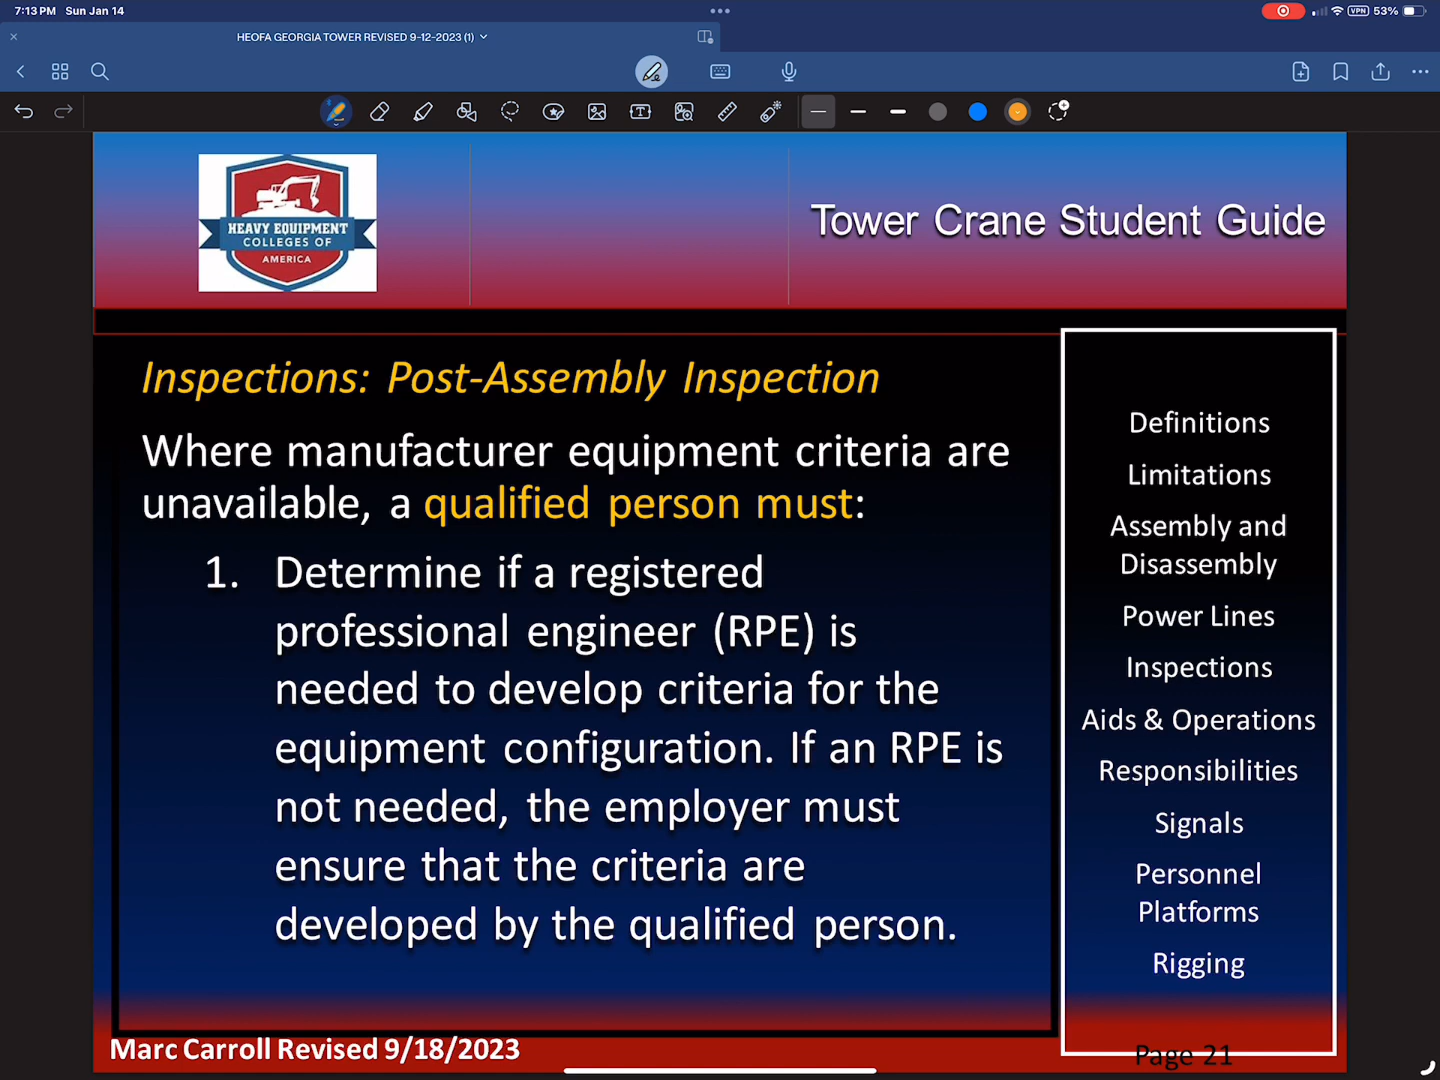 7:13 PM Sun Jan 14
VPN 53%
HEOFA GEORGIA TOWER REVISED 9-12-2023 (1)
HEAVY EQUIPMENT
COLLEGES OF
AMERICA
Tower Crane Student Guide
Inspections: Post-Assembly Inspection
Where manufacturer equipment criteria are
unavailable, a qualified person must:
1. Determine if a registered
professional engineer (RPE) is
needed to develop criteria for the
equipment configuration. If an RPE is
not needed, the employer must
ensure that the criteria are
developed by the qualified person.
Definitions
Limitations
Assembly and
Disassembly
Power Lines
Inspections
Aids & Operations
Responsibilities
Signals
Personnel
Platforms
Rigging
Marc Carroll Revised 9/18/2023
Page 21